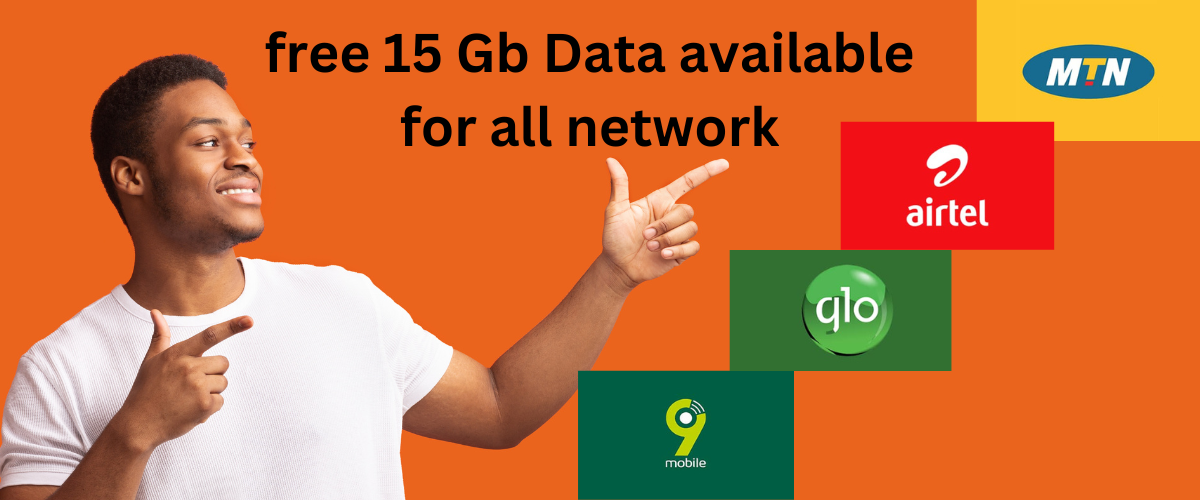 free 15 Gb Data available
for all network
MTN
airtel
glo
9
mobile